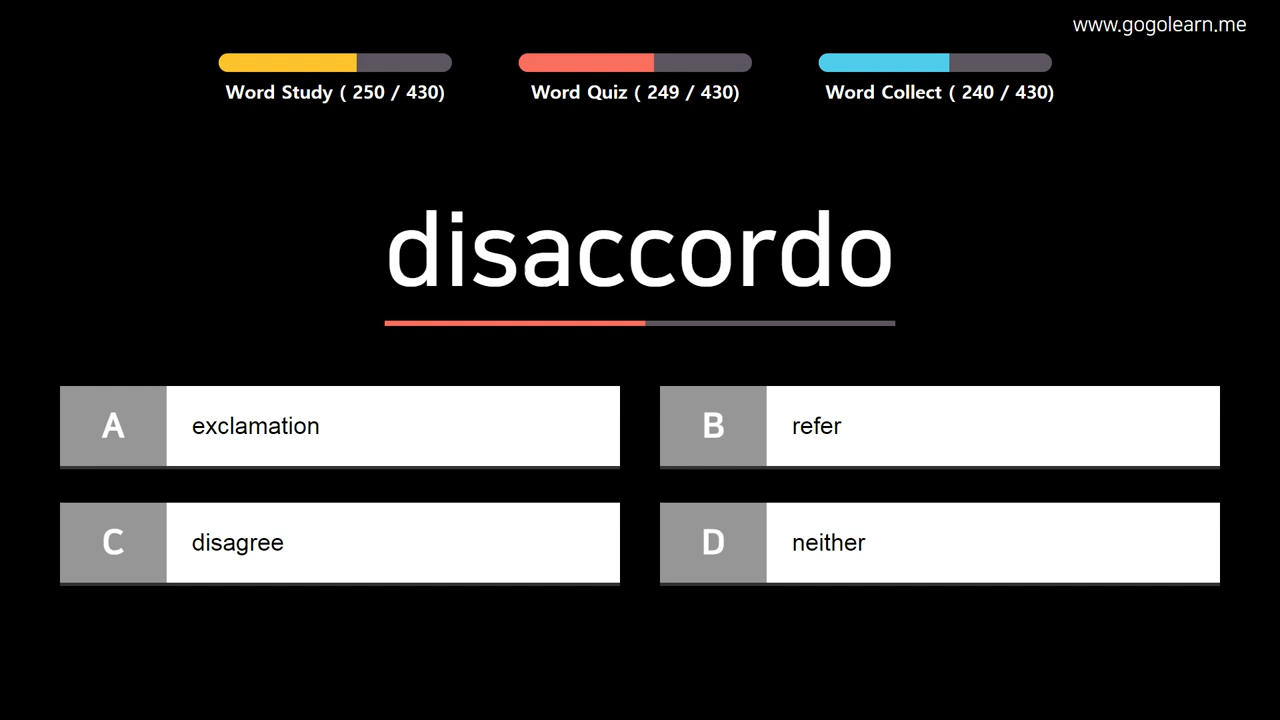 www.gogolearn.me
Word Study ( 250 / 430)
Word Quiz ( 249 / 430)
Word Collect ( 240 / 430)
disaccordo
A exclamation
B refer
C disagree
D neither